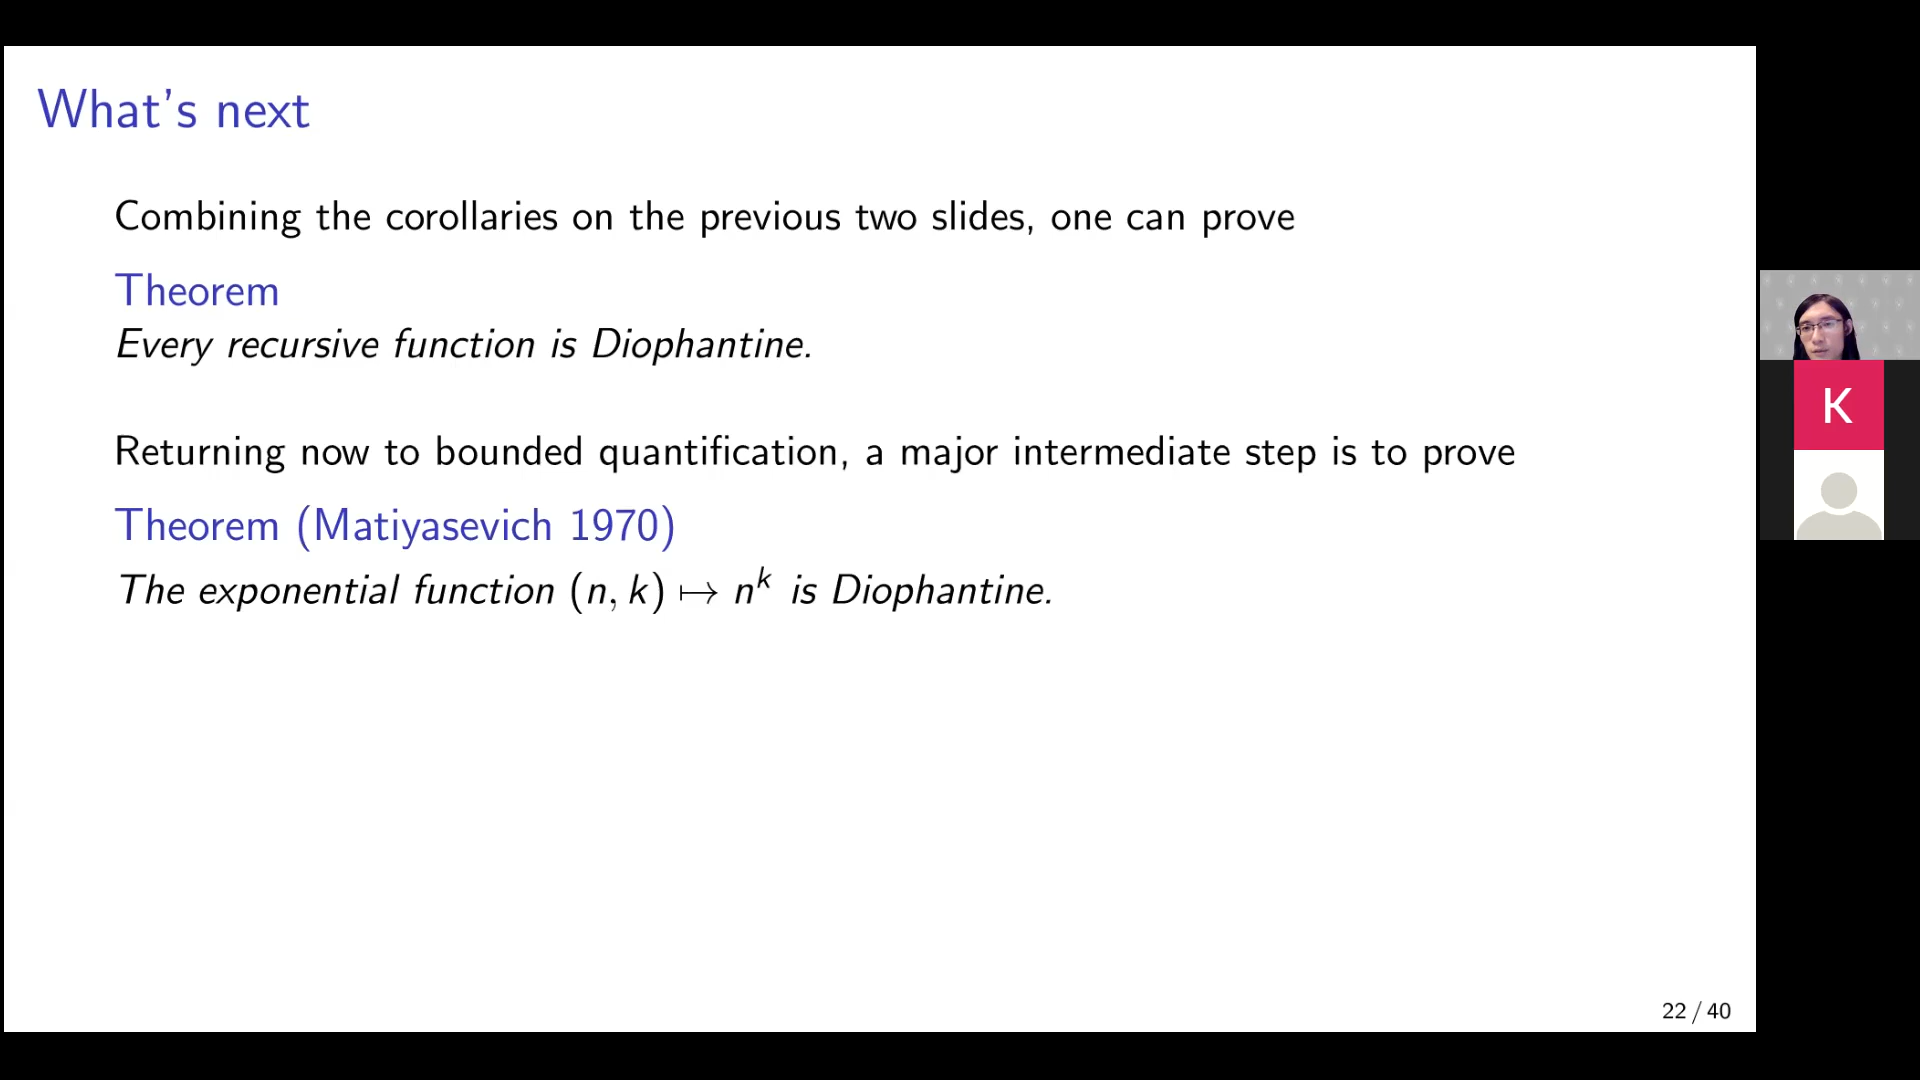 What's next
Combining the corollaries on the previous two slides, one can prove
Theorem
Every recursive function is Diophantine.
Returning now to bounded quantification, a major intermediate step is to prove
Theorem (Matiyasevich 1970)
The exponential function (n, k) ↦ nᵏ is Diophantine.
K
22 / 40